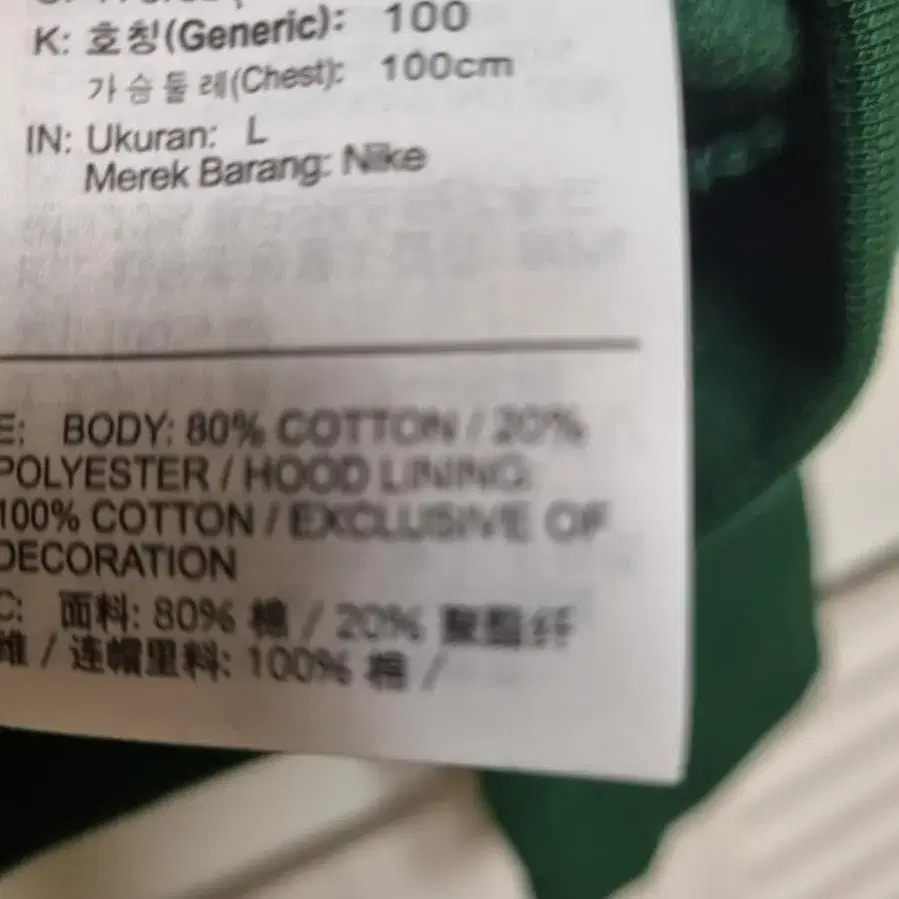 K: 호칭(Generic): 100
가슴둘레(Chest): 100cm
IN: Ukuran: L
Merek Barang: Nike
E: BODY: 80% COTTON / 20%
POLYESTER / HOOD LINING:
100% COTTON / EXCLUSIVE OF
DECORATION
C: 面料: 80% 棉 / 20% 聚酯纤
维 / 连帽里料: 100% 棉 /